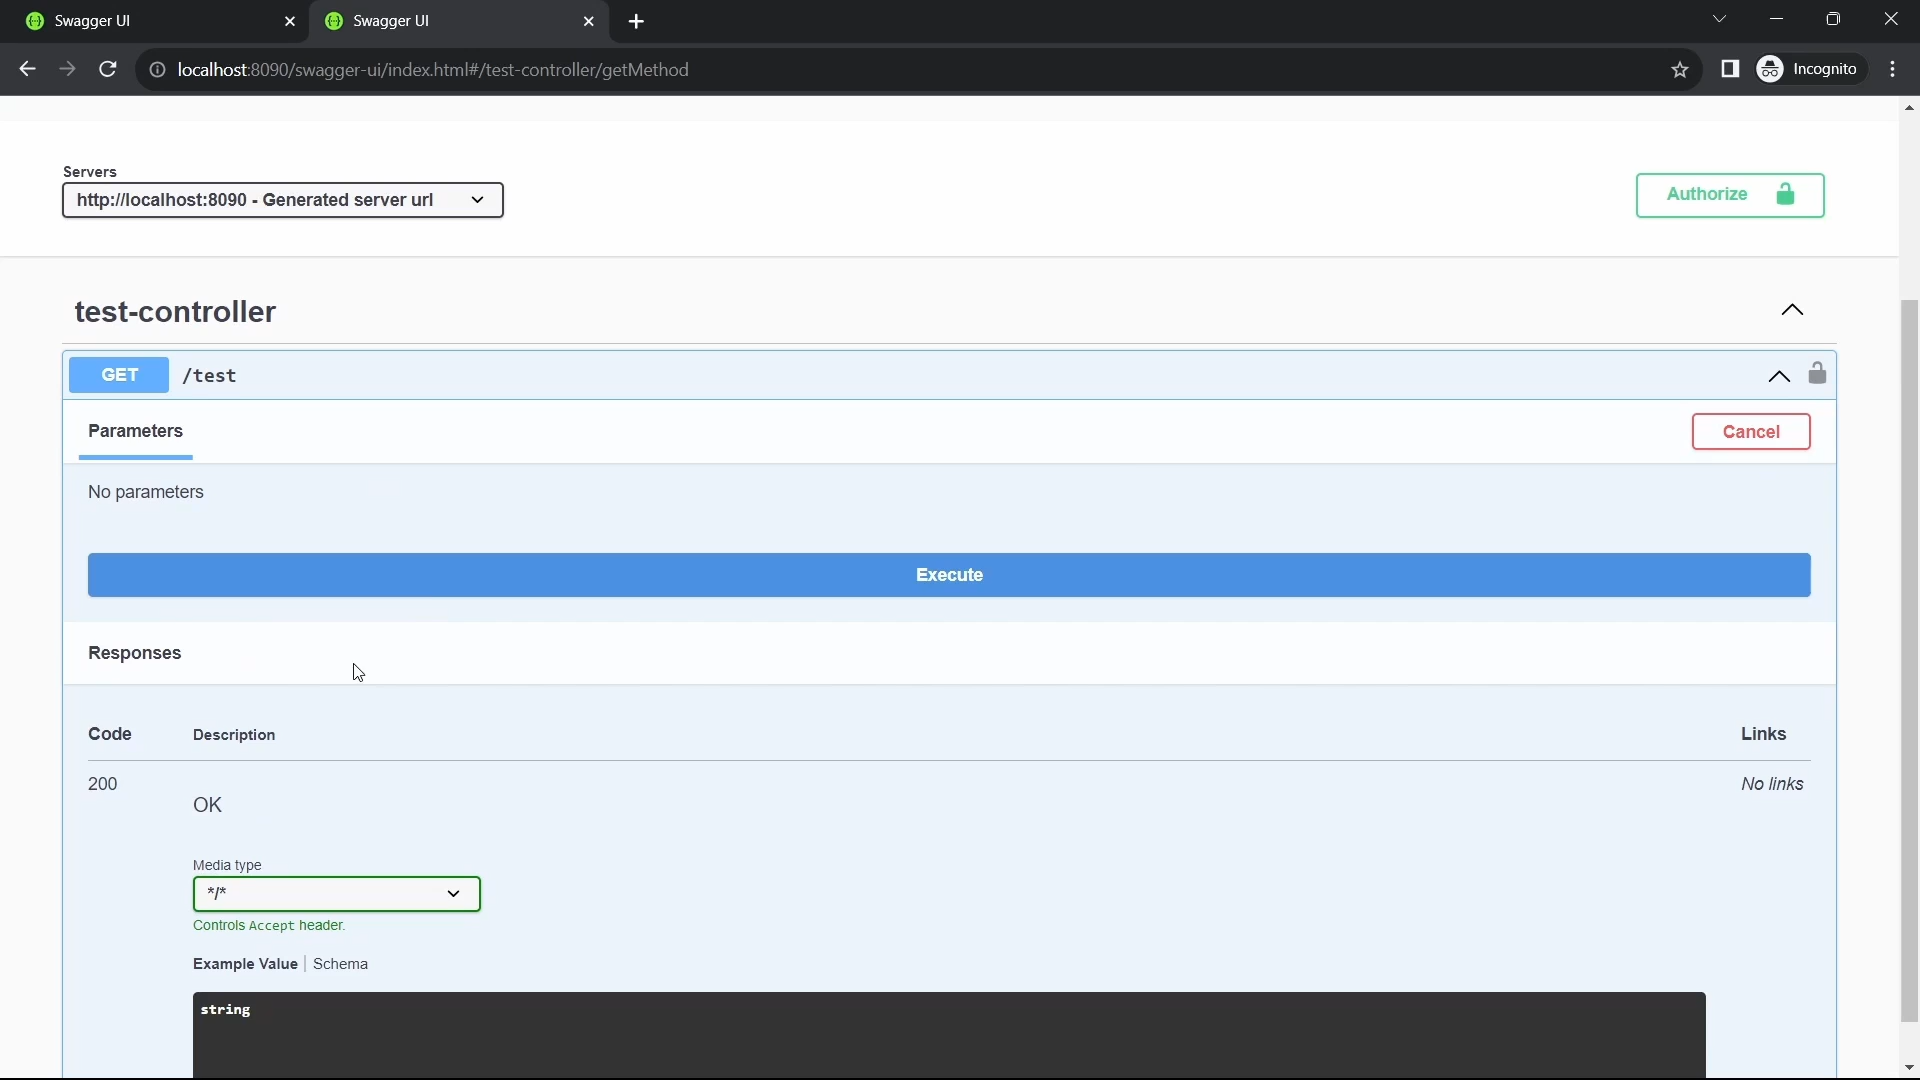 Swagger UI
Swagger UI
localhost:8090/swagger-ui/index.html#/test-controller/getMethod
Incognito
Servers
http://localhost:8090 - Generated server url
Authorize
test-controller
GET /test
Parameters
Cancel
No parameters
Execute
Responses
Code Description Links
200 No links
OK
Media type
*/*
Controls Accept header.
Example Value Schema
string